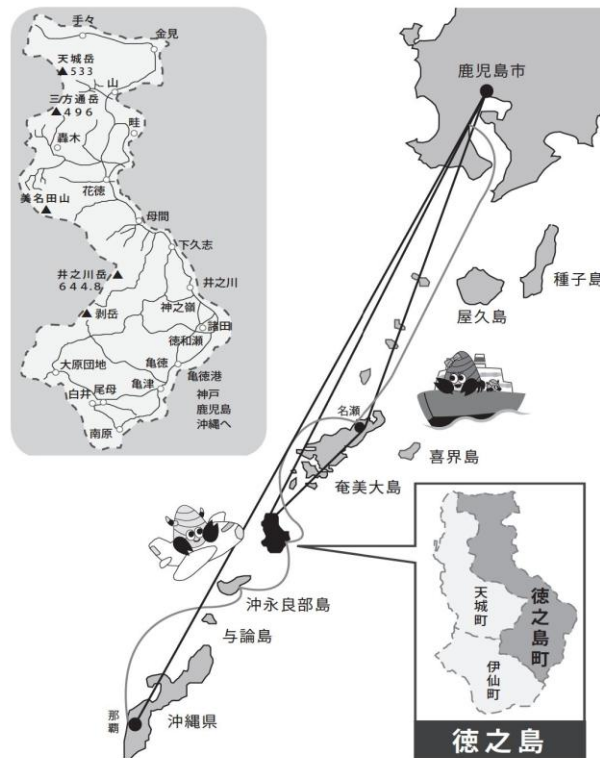 手々
金見
天城岳
▲533
山
三方通岳
▲496
畦
轟木
花徳
美名田山
母間
下久志
井之川岳
644.8
井之川
神之嶺
剥岳
諸田
徳和瀬
大原団地
亀徳
白井
尾母
亀津
亀徳港
神戸
鹿児島
沖縄へ
南原
鹿児島市
種子島
屋久島
名瀬
喜界島
奄美大島
沖永良部島
与論島
那覇
沖縄県
天城町
徳之島町
伊仙町
徳之島